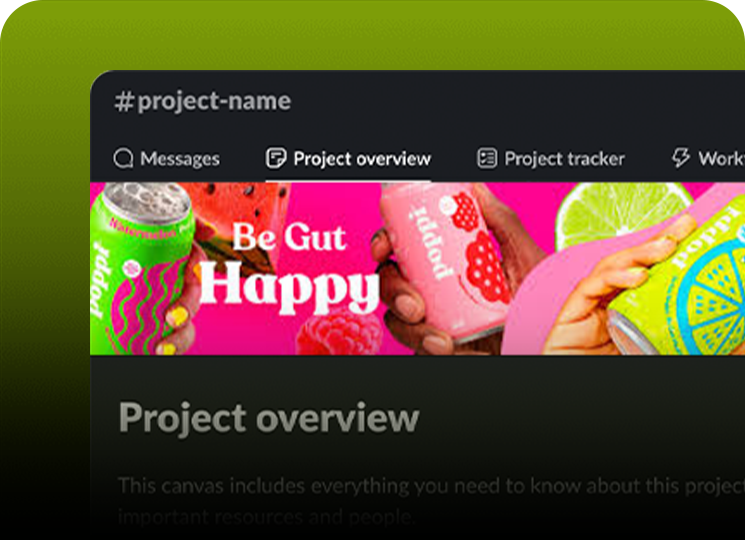 #project-name
Messages Project overview Project tracker
Be Gut
Happy
poppi
Watermelon
poppi
poppi
Project overview
This canvas includes everything you need to know about this project
important resources and people.